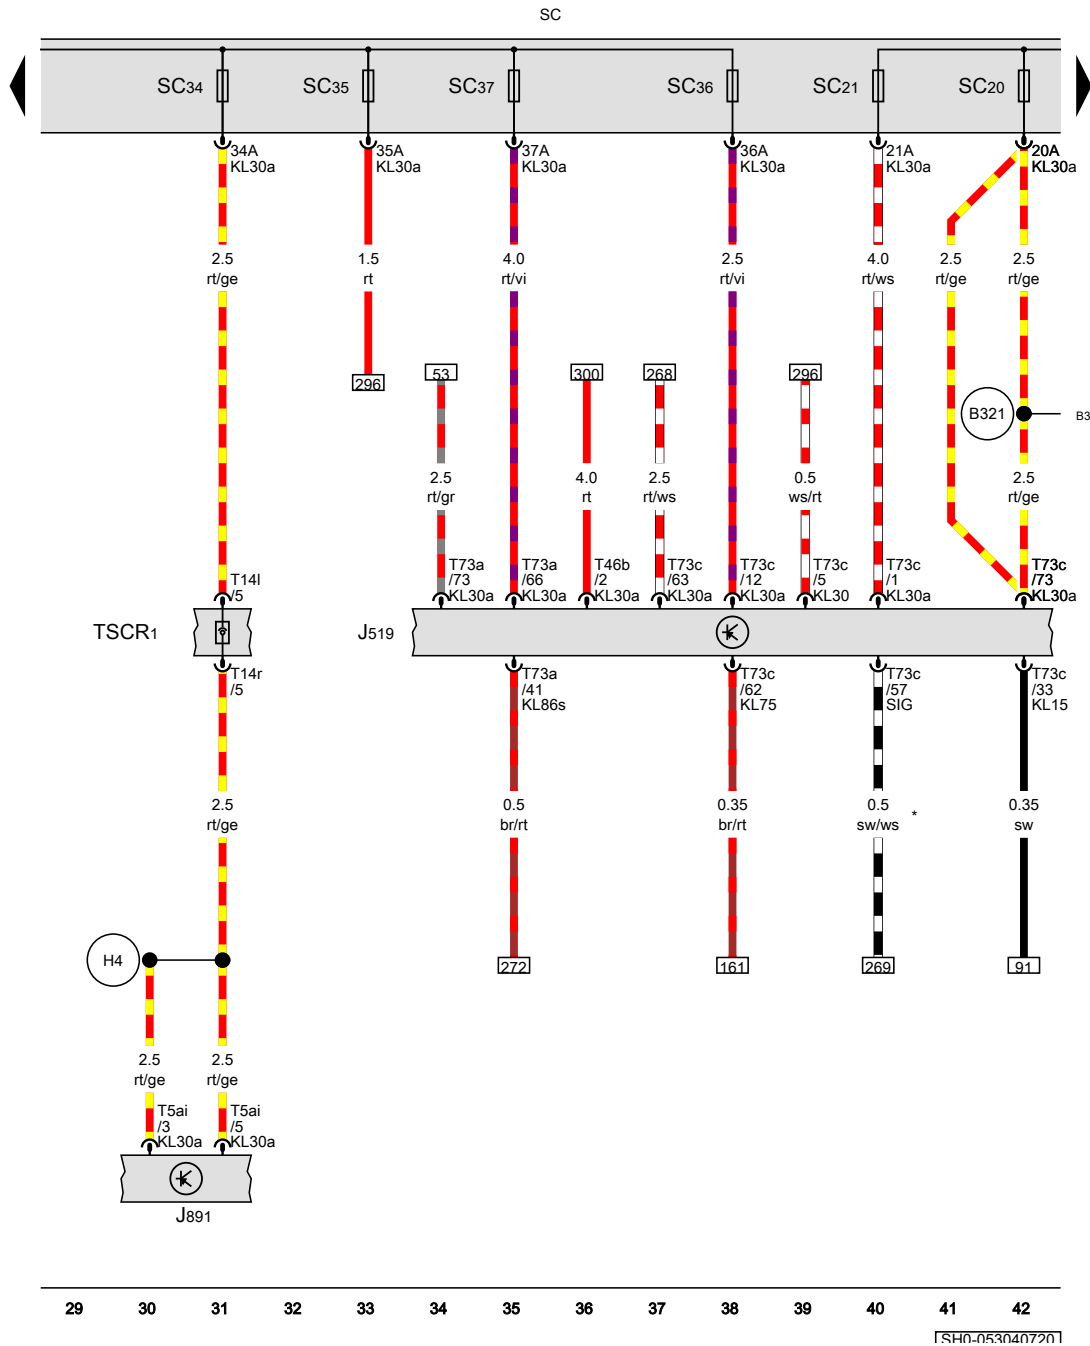 SC
SC34 SC35 SC37 SC36 SC21 SC20
34A 35A 37A 36A 21A 20A
KL30a KL30a KL30a KL30a KL30a KL30a
2.5 1.5 4.0 2.5 4.0 2.5 2.5
rt/ge rt rt/vi rt/vi rt/ws rt/ge rt/ge
53 300 268 296
296
B321 B3
2.5 4.0 2.5 0.5 2.5
rt/gr rt rt/ws ws/rt rt/ge
T73a T73a T46b T73c T73c T73c T73c T73c
/73 /66 /2 /63 /12 /5 /1 /73
KL30a KL30a KL30a KL30a KL30a KL30 KL30a KL30a
T14l
/5
TSCR1 J519
T14r
/5
T73a T73c T73c T73c
/41 /62 /57 /33
KL86s KL75 SIG KL15
2.5 0.5 0.35 0.5 0.35
rt/ge br/rt br/rt sw/ws * sw
H4
272 161 269 91
2.5 2.5
rt/ge rt/ge
T5ai T5ai
/3 /5
KL30a KL30a
J891
29 30 31 32 33 34 35 36 37 38 39 40 41 42
SH0-053040720